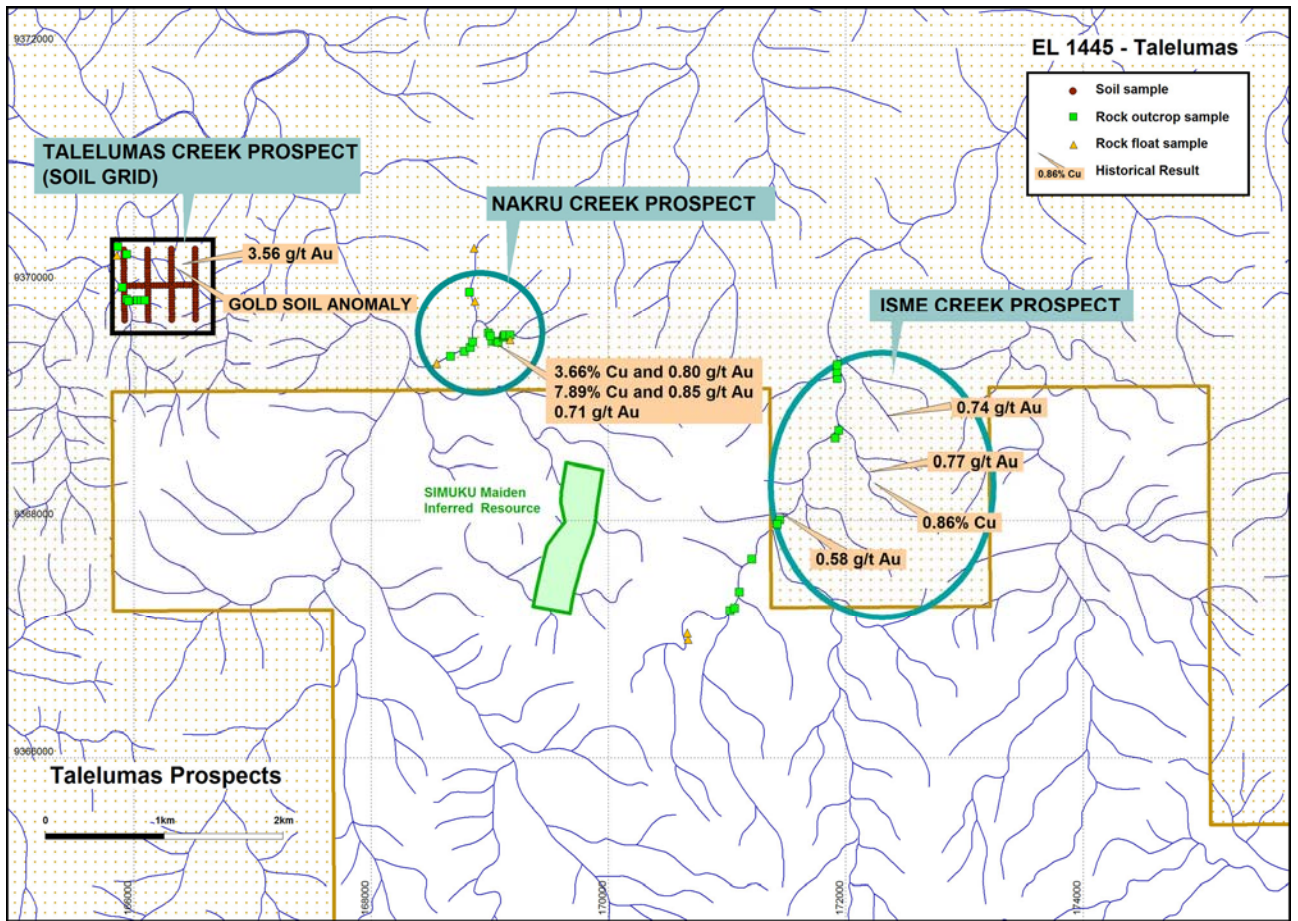 9372000
EL 1445 - Talelumas
Soil sample
Rock outcrop sample
Rock float sample
0.86% Cu
Historical Result
TALELUMAS CREEK PROSPECT
(SOIL GRID)
NAKRU CREEK PROSPECT
3.56 g/t Au
9370000
GOLD SOIL ANOMALY
ISME CREEK PROSPECT
3.66% Cu and 0.80 g/t Au
7.89% Cu and 0.85 g/t Au
0.71 g/t Au
0.74 g/t Au
0.77 g/t Au
SIMUKU Maiden
Inferred Resource
9368000
0.86% Cu
0.58 g/t Au
9366000
Talelumas Prospects
0
1km
2km
166000
168000
170000
172000
174000